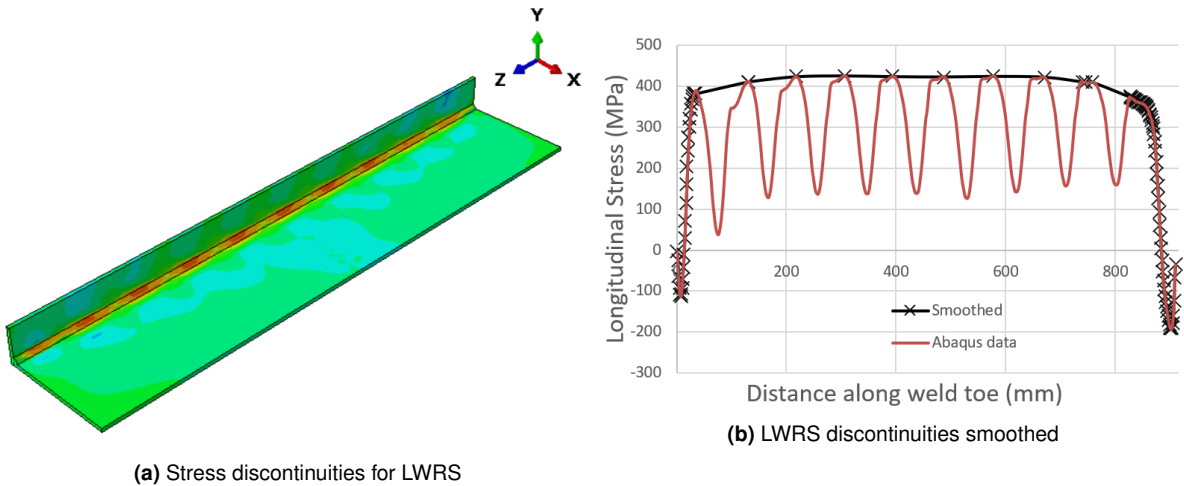 Y
Z
X
(a) Stress discontinuities for LWRS
Longitudinal Stress (MPa)
500
400
300
200
100
0
-100
-200
-300
200
400
600
800
Smoothed
Abaqus data
Distance along weld toe (mm)
(b) LWRS discontinuities smoothed